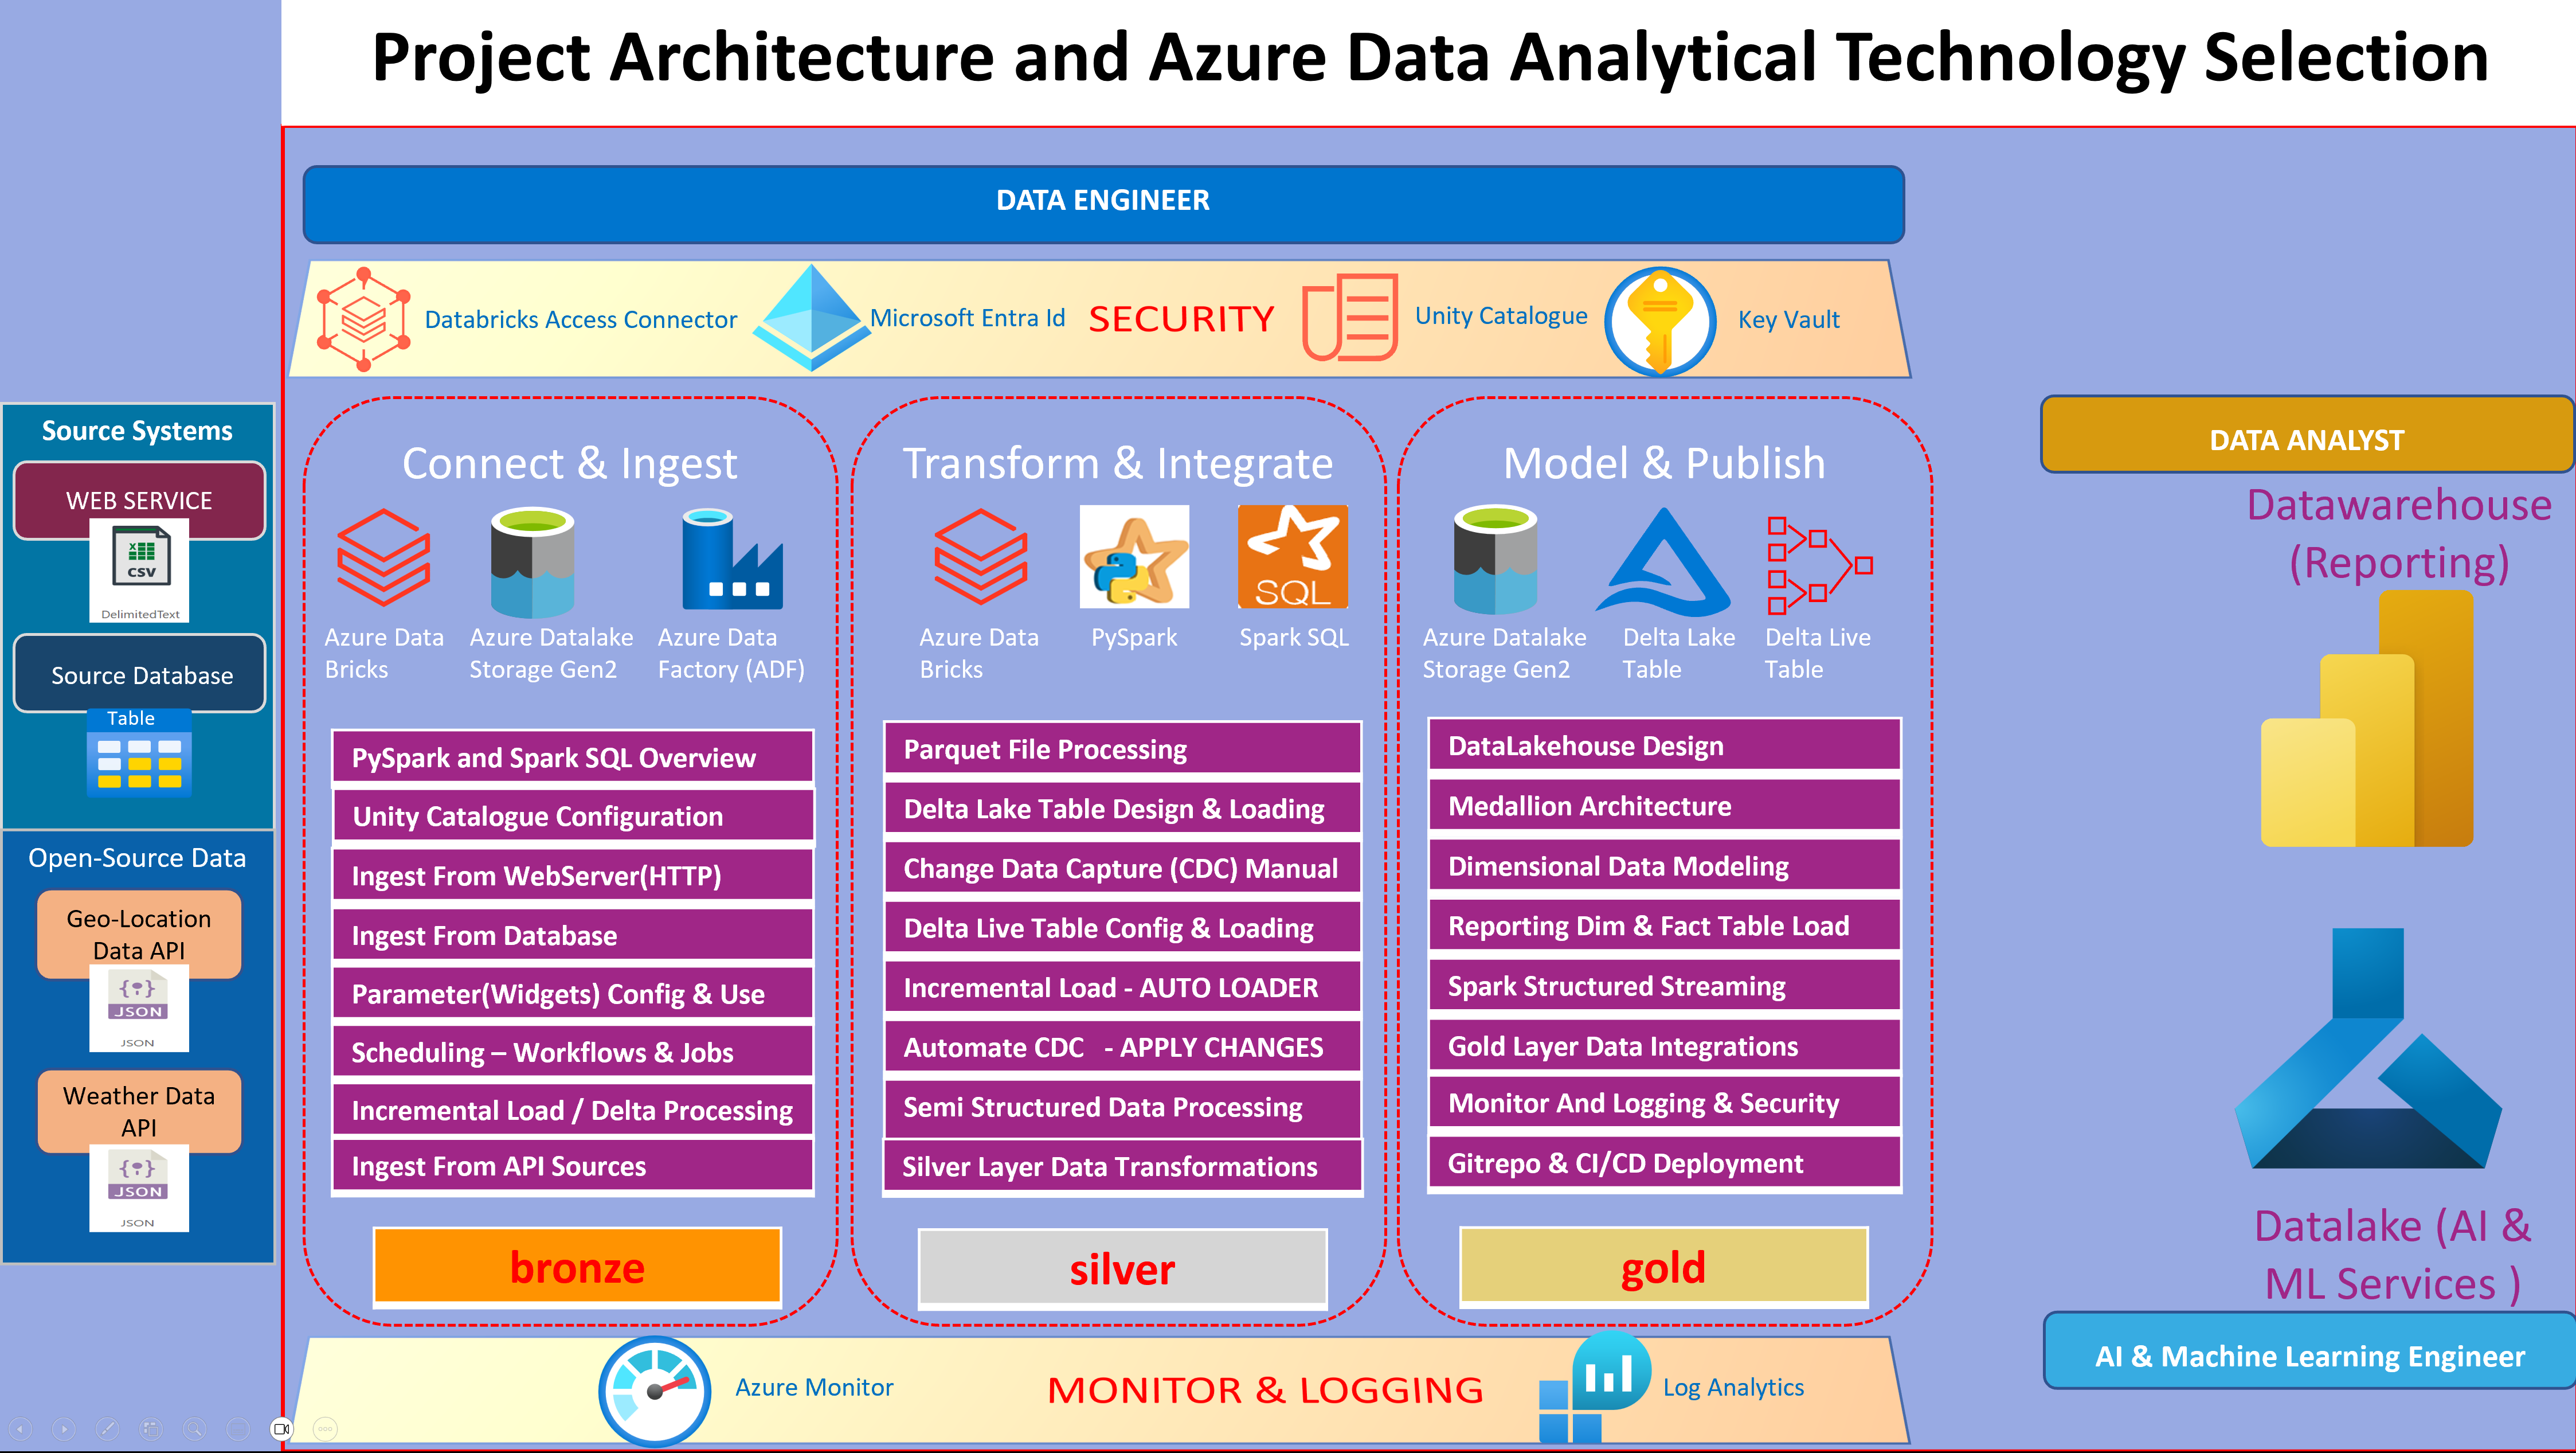 Project Architecture and Azure Data Analytical Technology Selection
DATA ENGINEER
Databricks Access Connector
Microsoft Entra Id
SECURITY
Unity Catalogue
Key Vault
Source Systems
WEB SERVICE
X
CSV
DelimitedText
Source Database
Table
Open-Source Data
Geo-Location
Data API
JSON
JSON
Weather Data
API
JSON
JSON
Connect & Ingest
Azure Data
Bricks
Azure Datalake
Storage Gen2
Azure Data
Factory (ADF)
PySpark and Spark SQL Overview
Unity Catalogue Configuration
Ingest From WebServer(HTTP)
Ingest From Database
Parameter(Widgets) Config & Use
Scheduling – Workflows & Jobs
Incremental Load / Delta Processing
Ingest From API Sources
bronze
Transform & Integrate
Azure Data
Bricks
PySpark
SQL
Spark SQL
Parquet File Processing
Delta Lake Table Design & Loading
Change Data Capture (CDC) Manual
Delta Live Table Config & Loading
Incremental Load - AUTO LOADER
Automate CDC - APPLY CHANGES
Semi Structured Data Processing
Silver Layer Data Transformations
silver
Model & Publish
Azure Datalake
Storage Gen2
Delta Lake
Table
Delta Live
Table
DataLakehouse Design
Medallion Architecture
Dimensional Data Modeling
Reporting Dim & Fact Table Load
Spark Structured Streaming
Gold Layer Data Integrations
Monitor And Logging & Security
Gitrepo & CI/CD Deployment
gold
DATA ANALYST
Datawarehouse
(Reporting)
Datalake (AI &
ML Services )
AI & Machine Learning Engineer
Azure Monitor
MONITOR & LOGGING
Log Analytics